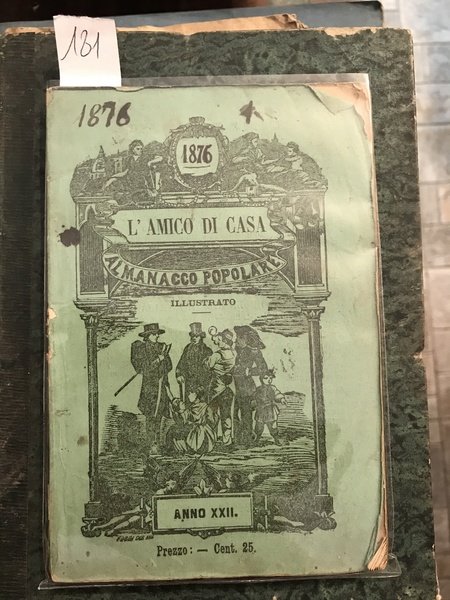 181
1876
1876
L' AMICO DI CASA
ALMANACCO POPOLARE
ILLUSTRATO
ANNO XXII.
Prezzo: — Cent. 25.